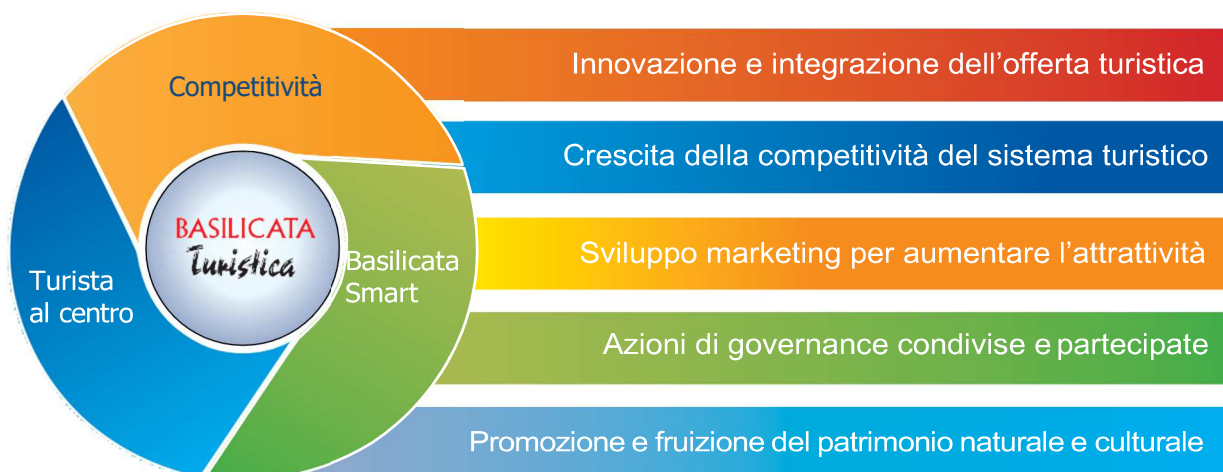 Competitività
BASILICATA
Turistica
Turista
al centro
Basilicata
Smart
Innovazione e integrazione dell’offerta turistica
Crescita della competitività del sistema turistico
Sviluppo marketing per aumentare l’attrattività
Azioni di governance condivise e partecipate
Promozione e fruizione del patrimonio naturale e culturale